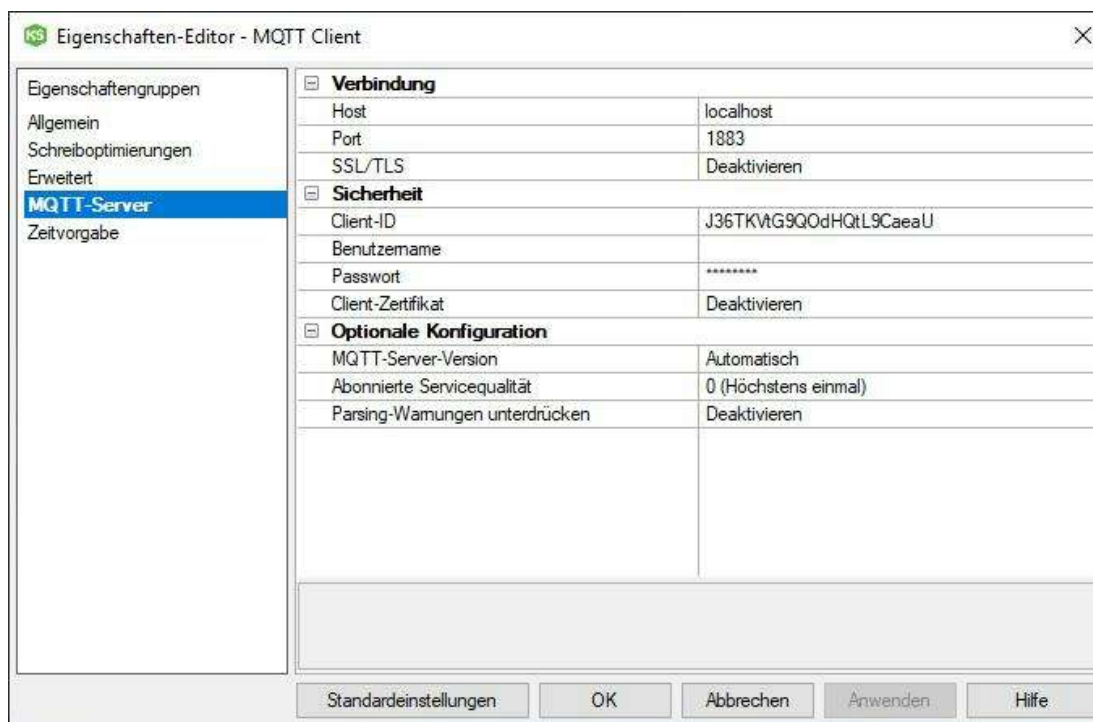 KS Eigenschaften-Editor - MQTT Client
Eigenschaftengruppen
Allgemein
Schreiboptimierungen
Erweitert
MQTT-Server
Zeitvorgabe
Verbindung
Host localhost
Port 1883
SSL/TLS Deaktivieren
Sicherheit
Client-ID J36TKVtG9QOdHQtL9CaeaU
Benutzername
Passwort ********
Client-Zertifikat Deaktivieren
Optionale Konfiguration
MQTT-Server-Version Automatisch
Abonnierte Servicequalität 0 (Höchstens einmal)
Parsing-Warnungen unterdrücken Deaktivieren
Standardeinstellungen OK Abbrechen Anwenden Hilfe